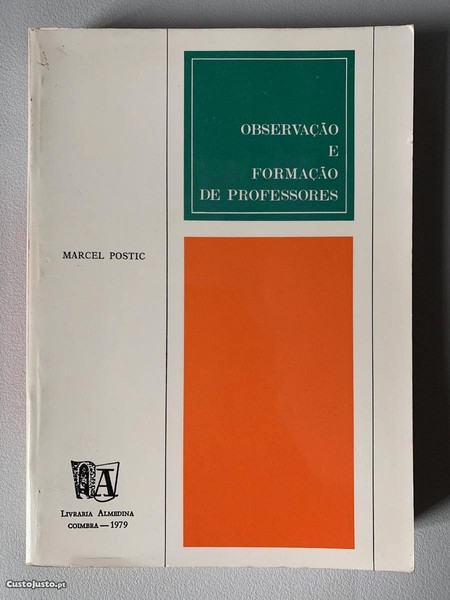 OBSERVAÇÃO
E
FORMAÇÃO
DE PROFESSORES
MARCEL POSTIC
A
LIVRARIA ALMEDINA
COIMBRA — 1979
CustoJusto.pt